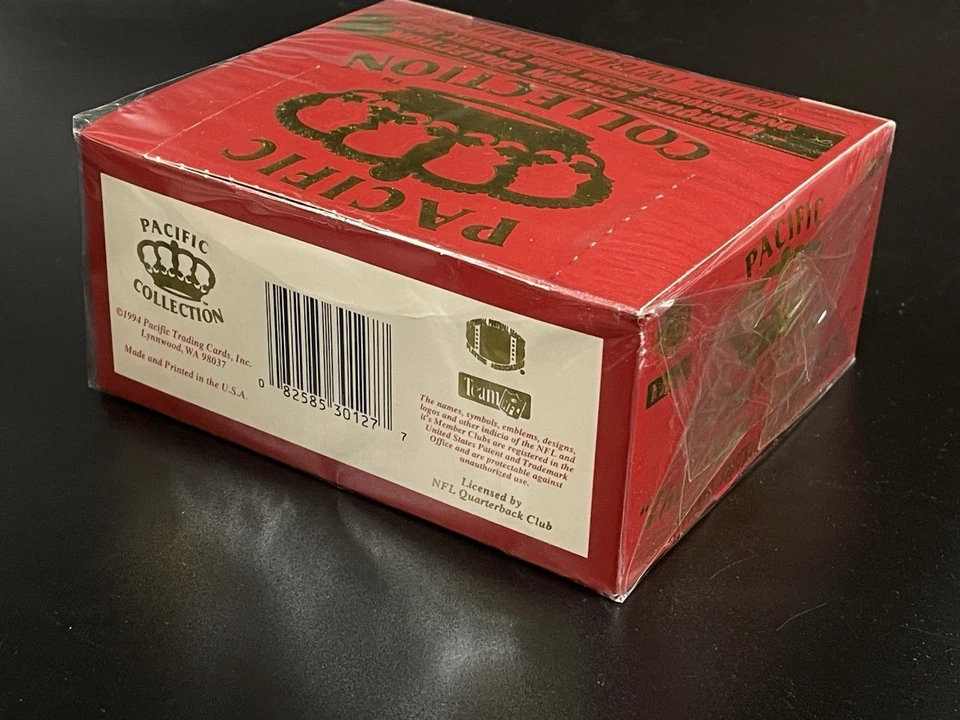 PACIFIC
COLLECTION™
PACIFIC
COLLECTION™
©1994 Pacific Trading Cards, Inc.
Lynnwood, WA 98037
Made and Printed in the U.S.A.
0 82585 30127 7
Team NFL
The names, symbols, emblems, designs,
logos and other indicia of the NFL and
it's Member Clubs are registered in the
United States Patent and Trademark
Office and are protectable against
unauthorized use.
Licensed by
NFL Quarterback Club
PACIFIC